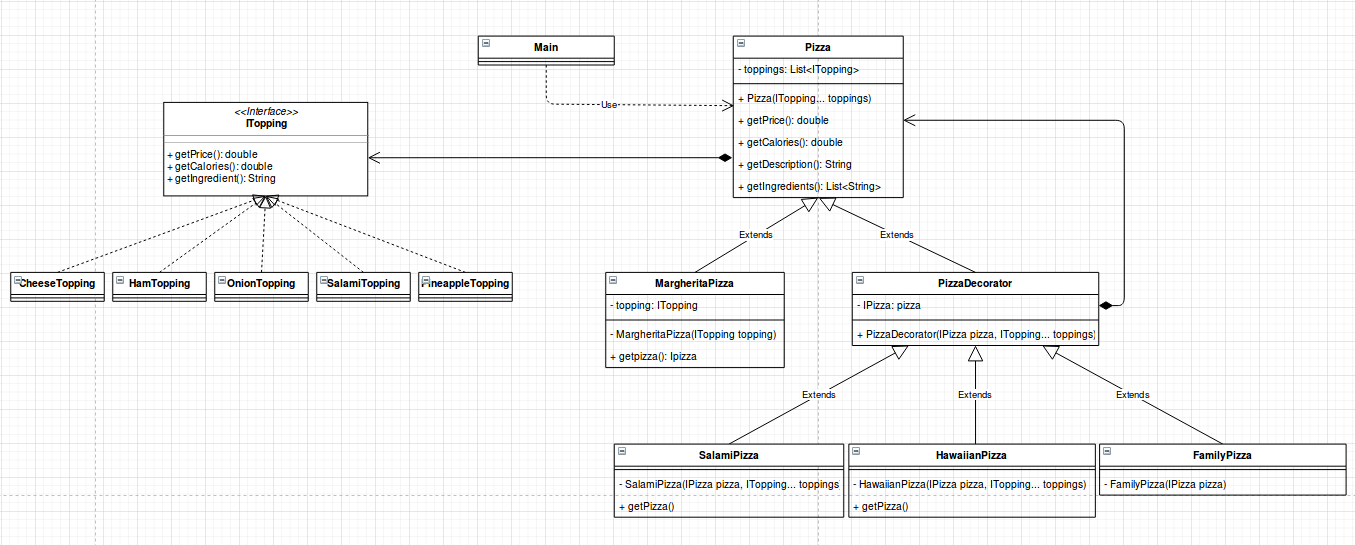 Main
Use
Pizza
- toppings: List<ITopping>
+ Pizza(ITopping... toppings)
+ getPrice(): double
+ getCalories(): double
+ getDescription(): String
+ getIngredients(): List<String>
<<Interface>>
ITopping
+ getPrice(): double
+ getCalories(): double
+ getIngredient(): String
CheeseTopping
HamTopping
OnionTopping
SalamiTopping
PineappleTopping
Extends
Extends
MargheritaPizza
- topping: ITopping
- MargheritaPizza(ITopping topping)
+ getpizza(): Ipizza
PizzaDecorator
- IPizza: pizza
+ PizzaDecorator(IPizza pizza, ITopping... toppings)
Extends
Extends
Extends
SalamiPizza
- SalamiPizza(IPizza pizza, ITopping... toppings
+ getPizza()
HawaiianPizza
- HawaiianPizza(IPizza pizza, ITopping... toppings)
+ getPizza()
FamilyPizza
- FamilyPizza(IPizza pizza)